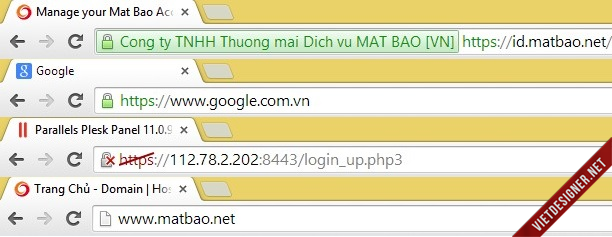 Manage your Mat Bao Acc
Cong ty TNHH Thuong mai Dich vu MAT BAO [VN] https://id.matbao.net/
Google
https://www.google.com.vn
Parallels Plesk Panel 11.0.9
https://112.78.2.202:8443/login_up.php3
Trang Chủ - Domain | Hos
www.matbao.net
VIETDESIGNER.NET